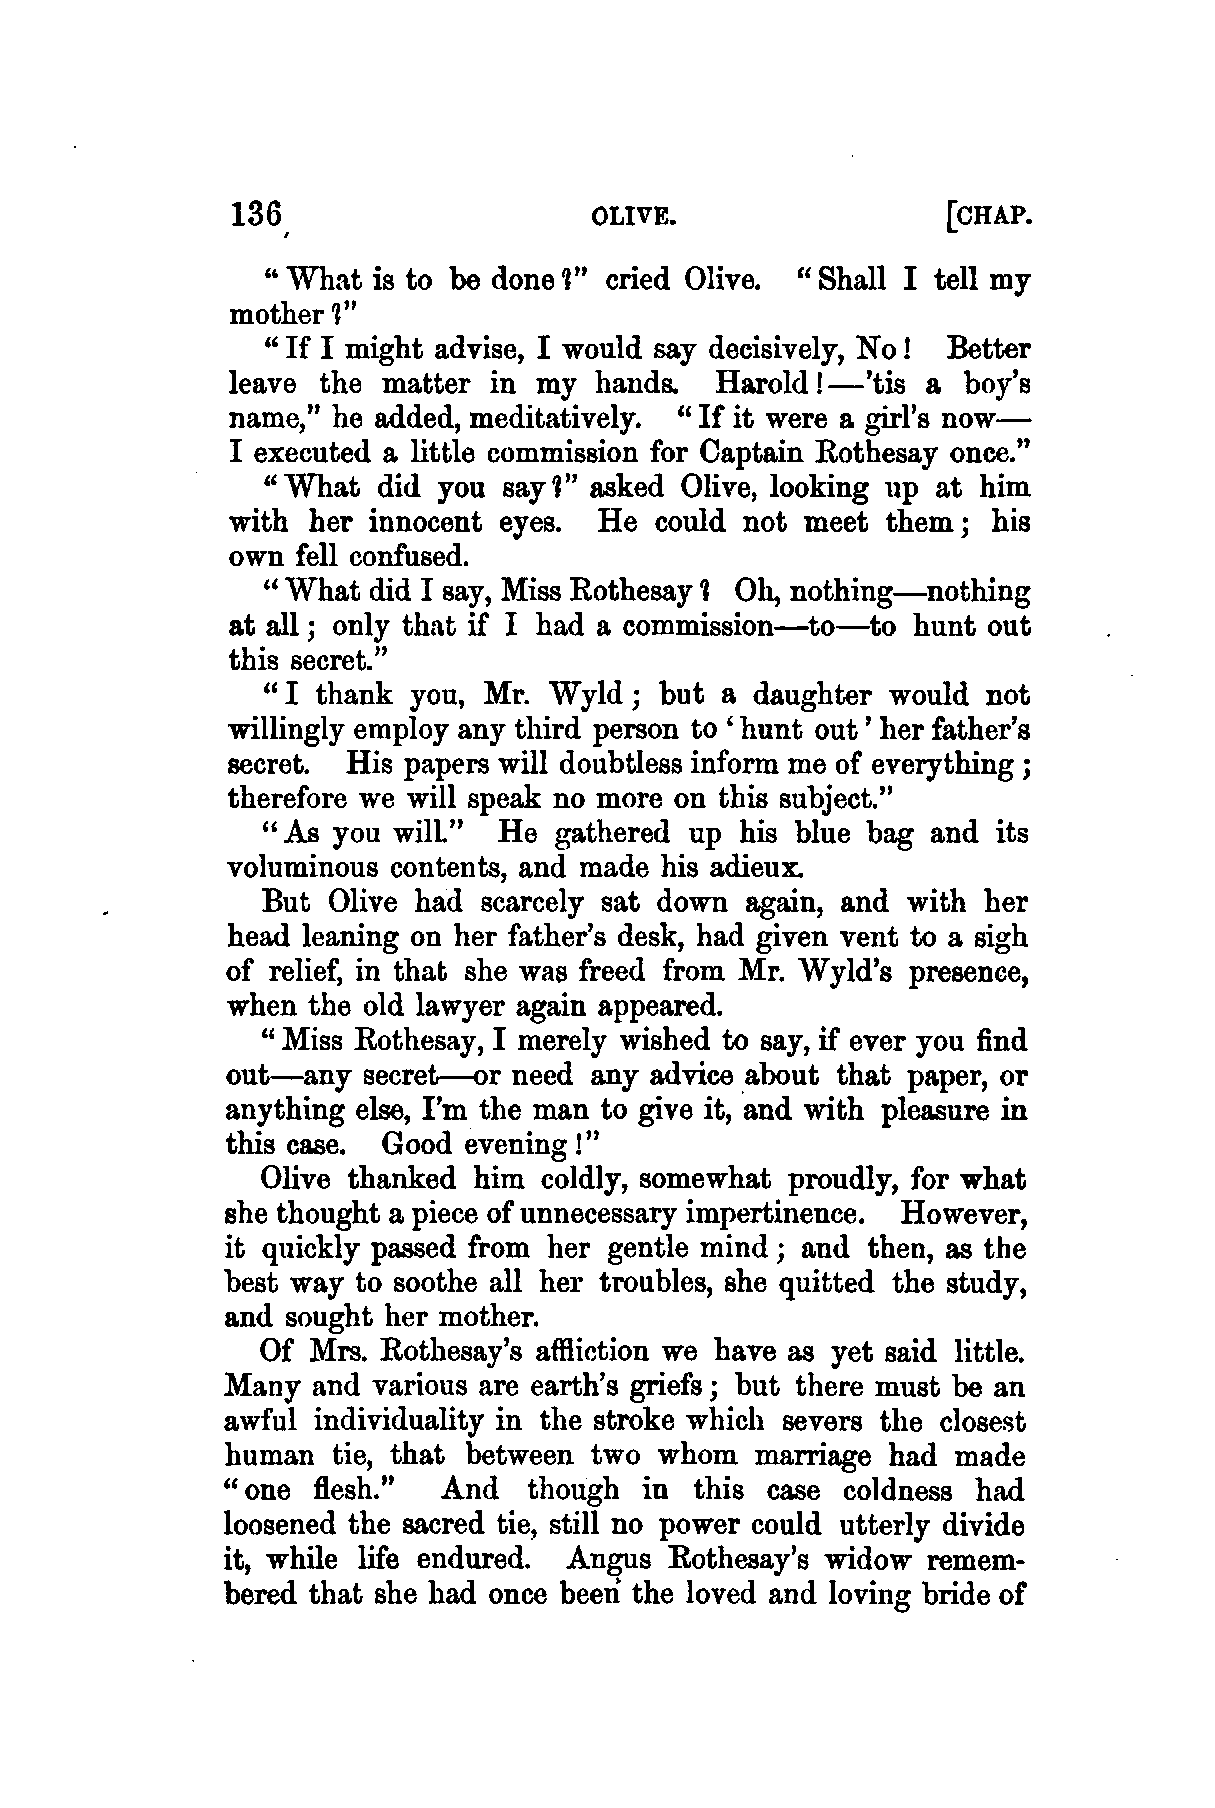 136 OLIVE. [CHAP.
"What is to be done?" cried Olive. "Shall I tell my
mother?"
"If I might advise, I would say decisively, No! Better
leave the matter in my hands. Harold!—'tis a boy's
name," he added, meditatively. "If it were a girl's now—
I executed a little commission for Captain Rothesay once."
"What did you say?" asked Olive, looking up at him
with her innocent eyes. He could not meet them; his
own fell confused.
"What did I say, Miss Rothesay? Oh, nothing—nothing
at all; only that if I had a commission—to—to hunt out
this secret."
"I thank you, Mr. Wyld; but a daughter would not
willingly employ any third person to 'hunt out' her father's
secret. His papers will doubtless inform me of everything;
therefore we will speak no more on this subject."
"As you will." He gathered up his blue bag and its
voluminous contents, and made his adieux.
But Olive had scarcely sat down again, and with her
head leaning on her father's desk, had given vent to a sigh
of relief, in that she was freed from Mr. Wyld's presence,
when the old lawyer again appeared.
"Miss Rothesay, I merely wished to say, if ever you find
out—any secret—or need any advice about that paper, or
anything else, I'm the man to give it, and with pleasure in
this case. Good evening!"
Olive thanked him coldly, somewhat proudly, for what
she thought a piece of unnecessary impertinence. However,
it quickly passed from her gentle mind; and then, as the
best way to soothe all her troubles, she quitted the study,
and sought her mother.
Of Mrs. Rothesay's affliction we have as yet said little.
Many and various are earth's griefs; but there must be an
awful individuality in the stroke which severs the closest
human tie, that between two whom marriage had made
"one flesh." And though in this case coldness had
loosened the sacred tie, still no power could utterly divide
it, while life endured. Angus Rothesay's widow remem-
bered that she had once been the loved and loving bride of